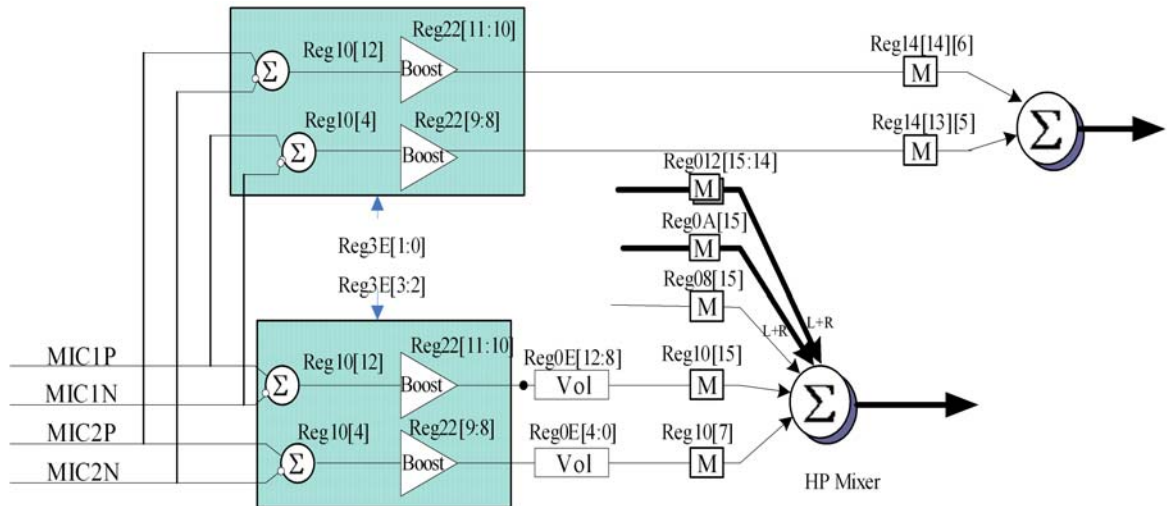 Reg22[11:10]
Reg10[12]
Σ
Boost
Reg14[14][6]
M
Reg10[4]
Reg22[9:8]
Σ
Boost
Reg14[13][5]
M
Σ
Reg012[15:14]
M
Reg0A[15]
M
Reg3E[1:0]
Reg3E[3:2]
Reg08[15]
M
L+R
L+R
MIC1P
MIC1N
MIC2P
MIC2N
Reg10[12]
Reg22[11:10]
Σ
Boost
Reg0E[12:8]
Vol
Reg10[15]
M
Σ
Reg10[4]
Reg22[9:8]
Σ
Boost
Reg0E[4:0]
Vol
Reg10[7]
M
HP Mixer